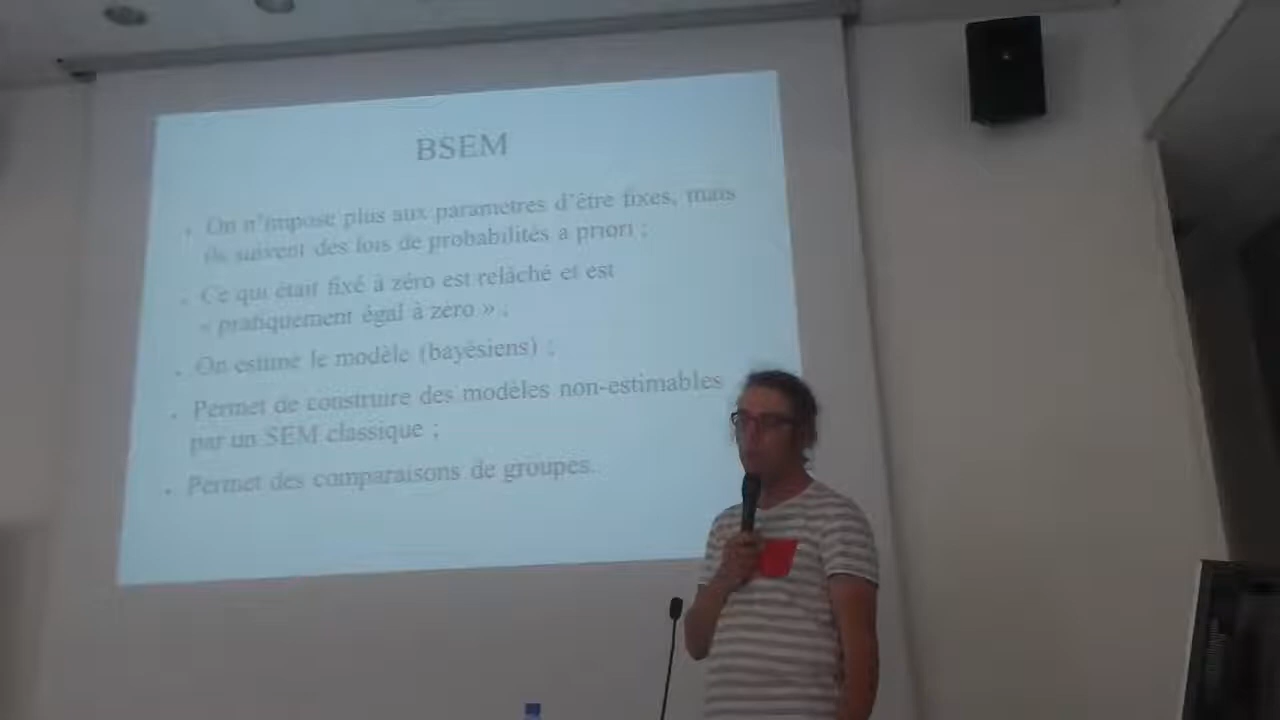 BSEM
• On n'impose plus aux paramètres d'être fixes, mais
ils suivent des lois de probabilités a priori ;
• Ce qui était fixé à zéro est relâché et est
« pratiquement égal à zéro » ;
• On estime le modèle (bayésiens) ;
• Permet de construire des modèles non-estimables
par un SEM classique ;
• Permet des comparaisons de groupes.